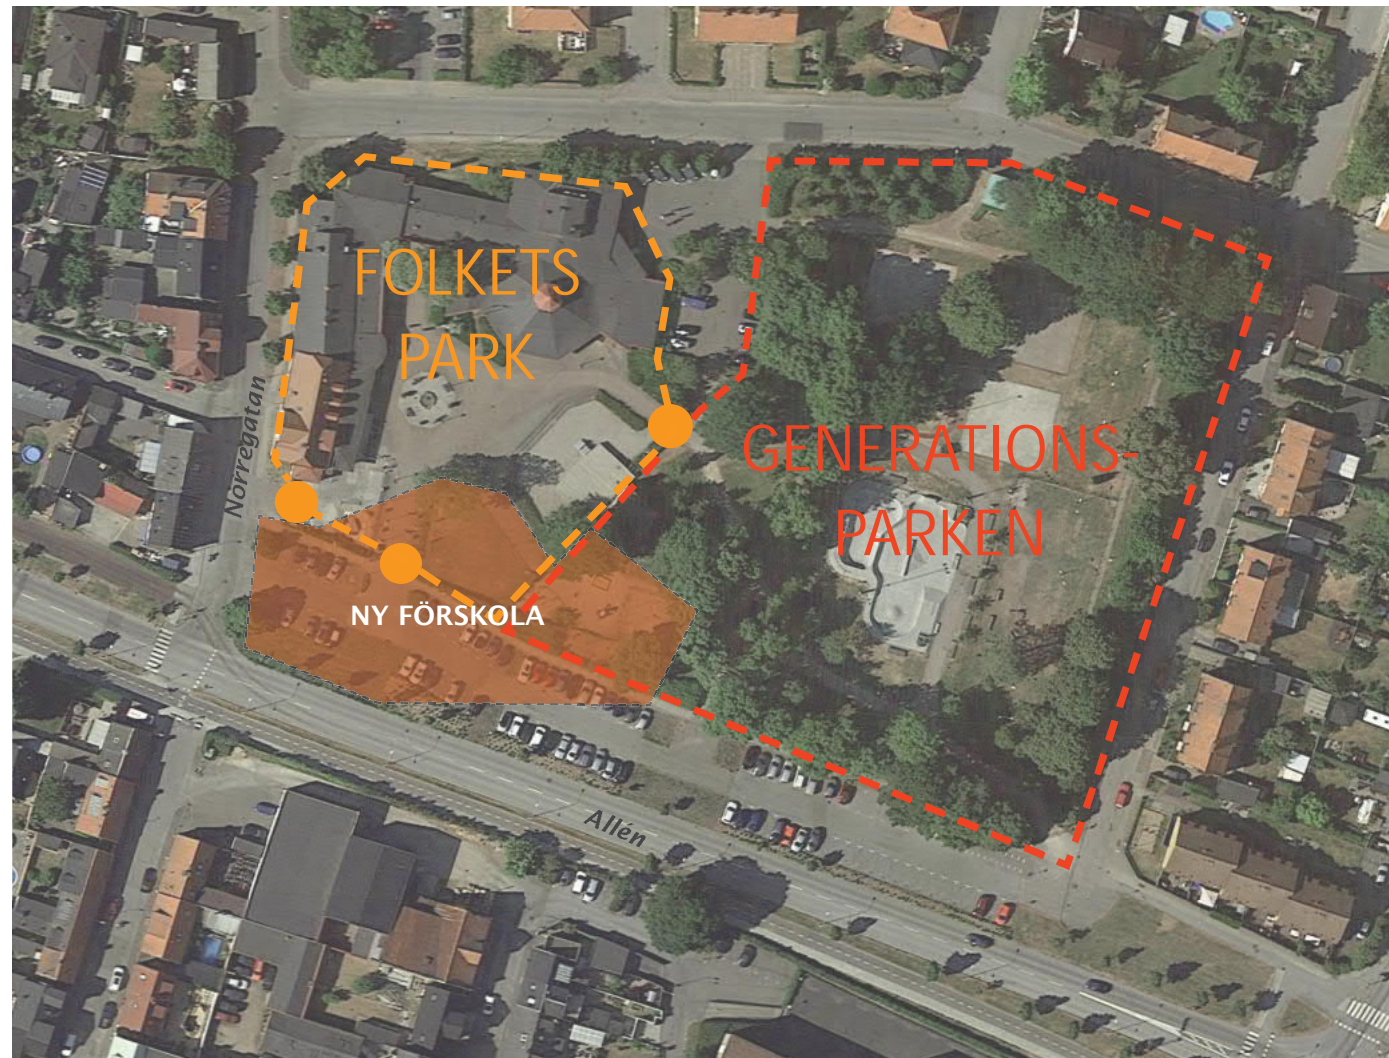 FOLKETS
PARK
GENERATIONS-
PARKEN
Norregatan
NY FÖRSKOLA
Allén